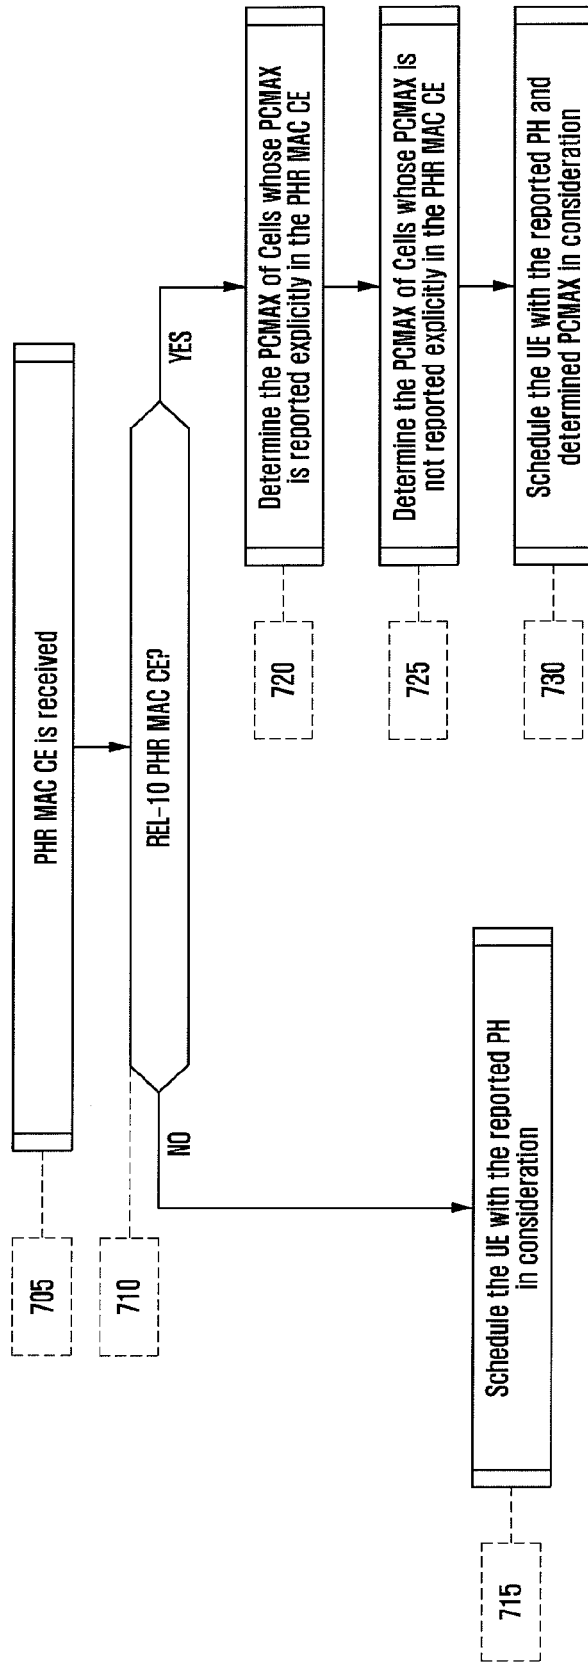 705
PHR MAC CE is received
710
REL-10 PHR MAC CE?
NO
YES
715
Schedule the UE with the reported PH
in consideration
720
Determine the PCMAX of Cells whose PCMAX
is reported explicitly in the PHR MAC CE
725
Determine the PCMAX of Cells whose PCMAX is
not reported explicitly in the PHR MAC CE
730
Schedule the UE with the reported PH and
determined PCMAX in consideration